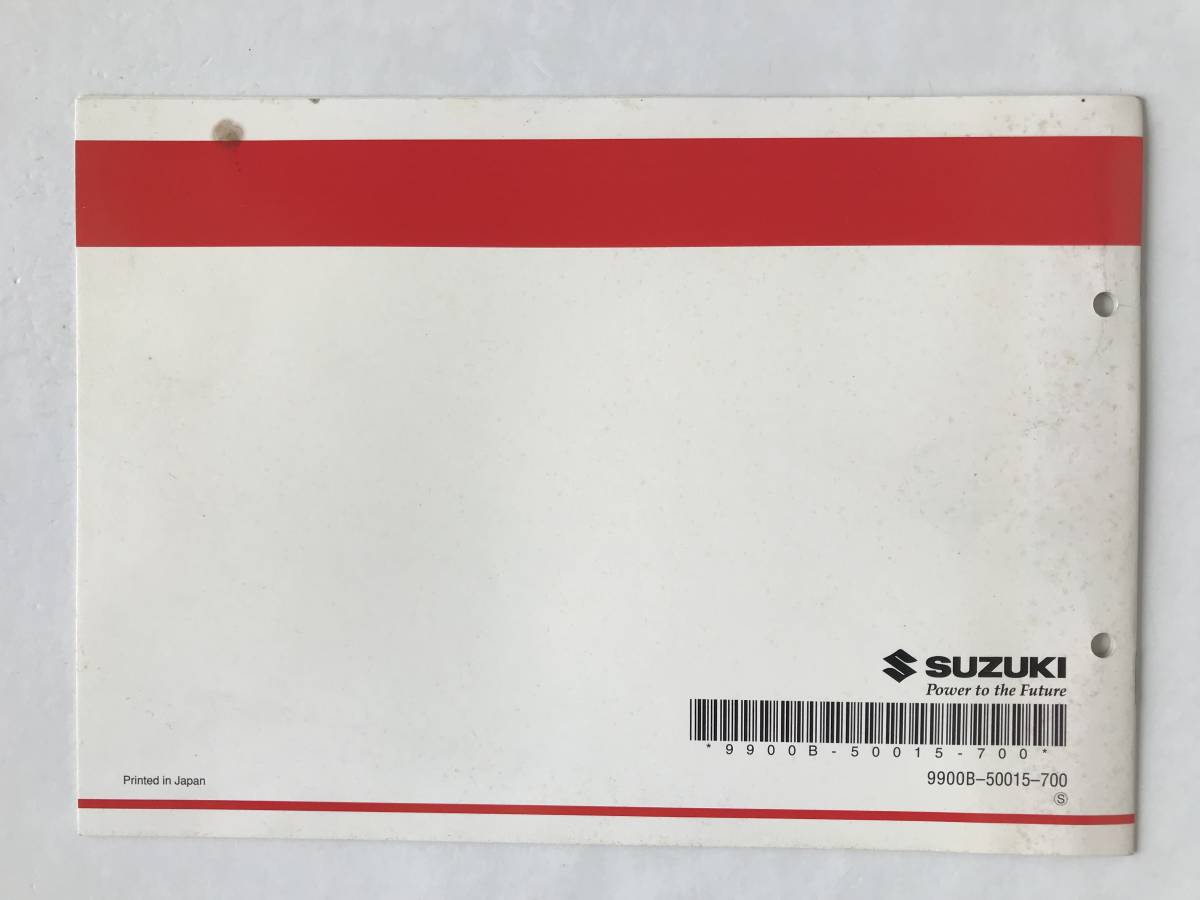 SUZUKI
Power to the Future
*9900B-50015-700*
Printed in Japan
9900B-50015-700
Ⓢ